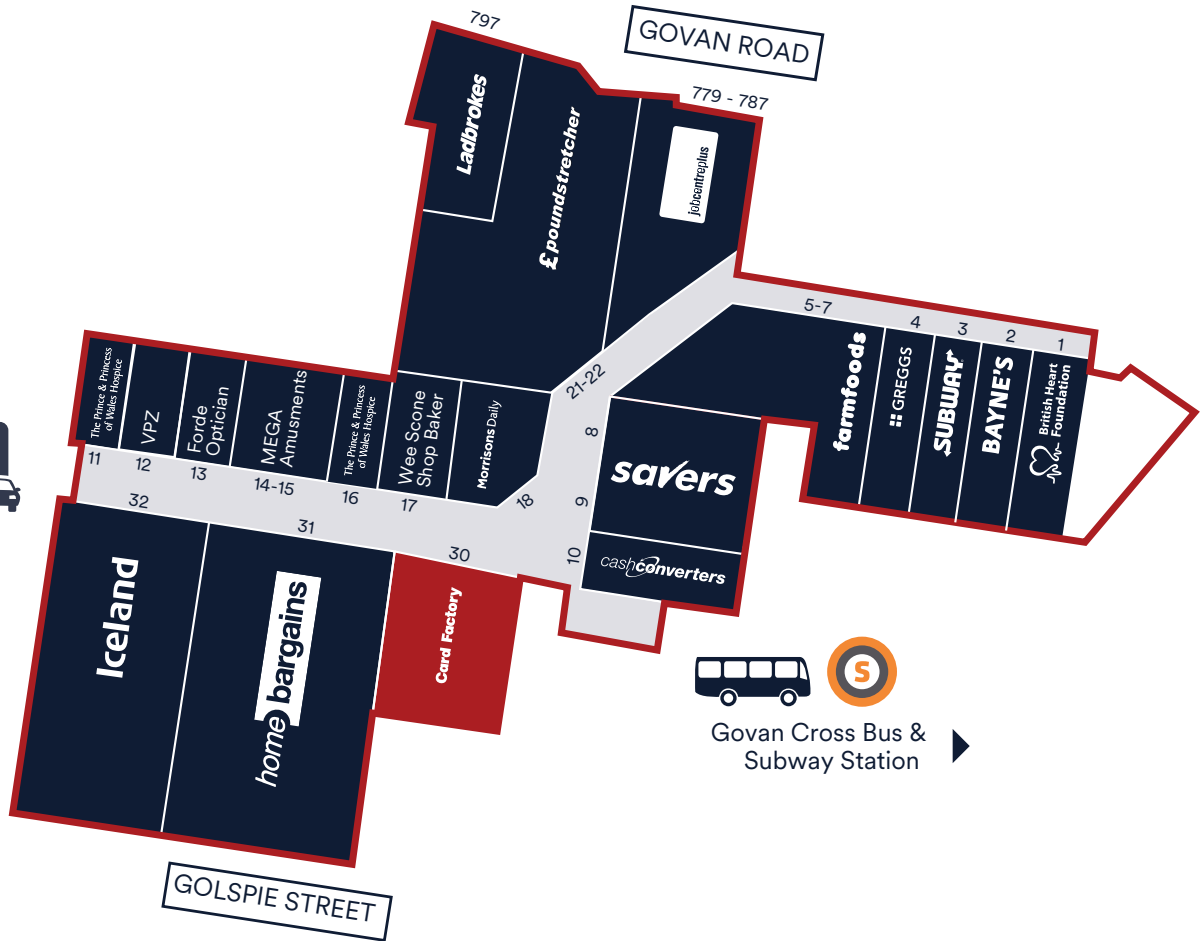 797
GOVAN ROAD
779 - 787
Ladbrokes
£poundstretcher
jobcentreplus
5-7
4
3
2
1
farmfoods
GREGGS
SUBWAY
BAYNE'S
British Heart
Foundation
21-22
8
9
10
savers
cashconverters
The Prince & Princess
of Wales Hospice
VPZ
Forde
Optician
MEGA
Amusments
The Prince & Princess
of Wales Hospice
Wee Scone
Shop Baker
Morrisons Daily
11
12
13
14-15
16
17
18
32
31
30
Iceland
home bargains
Card Factory
S
Govan Cross Bus &
Subway Station
GOLSPIE STREET